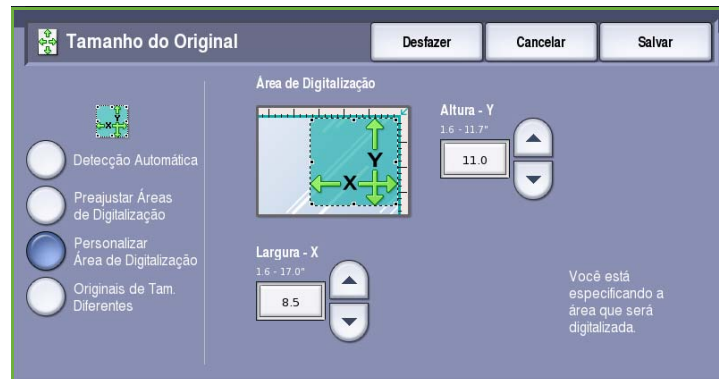 Tamanho do Original
Desfazer
Cancelar
Salvar
Detecção Automática
Preajustar Áreas
de Digitalização
Personalizar
Área de Digitalização
Originais de Tam.
Diferentes
Área de Digitalização
Y
X
Y
X
Altura - Y
1.6 - 11.7"
11.0
Largura - X
1.6 - 17.0"
8.5
Você está
especificando a
área que será
digitalizada.